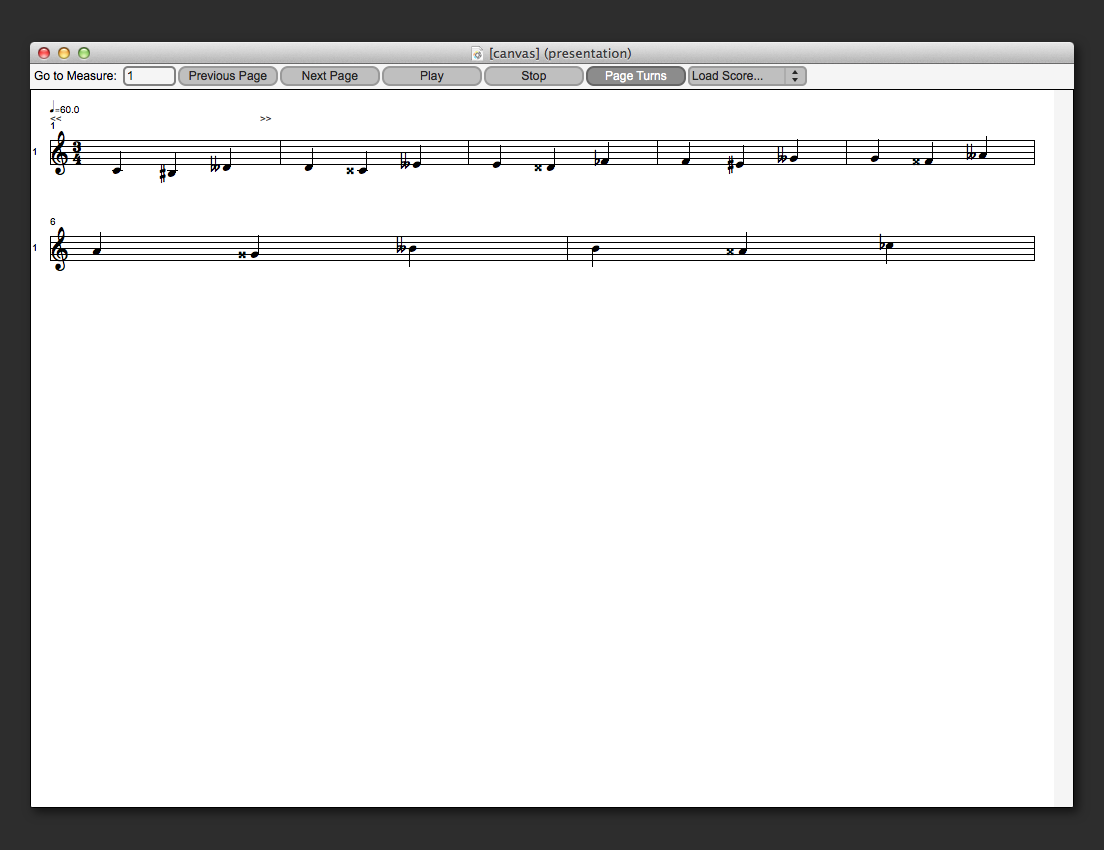 [canvas] (presentation)
Go to Measure: 1 Previous Page Next Page Play Stop Page Turns Load Score...
=60.0
<< >>
1
1 3 4
6
1